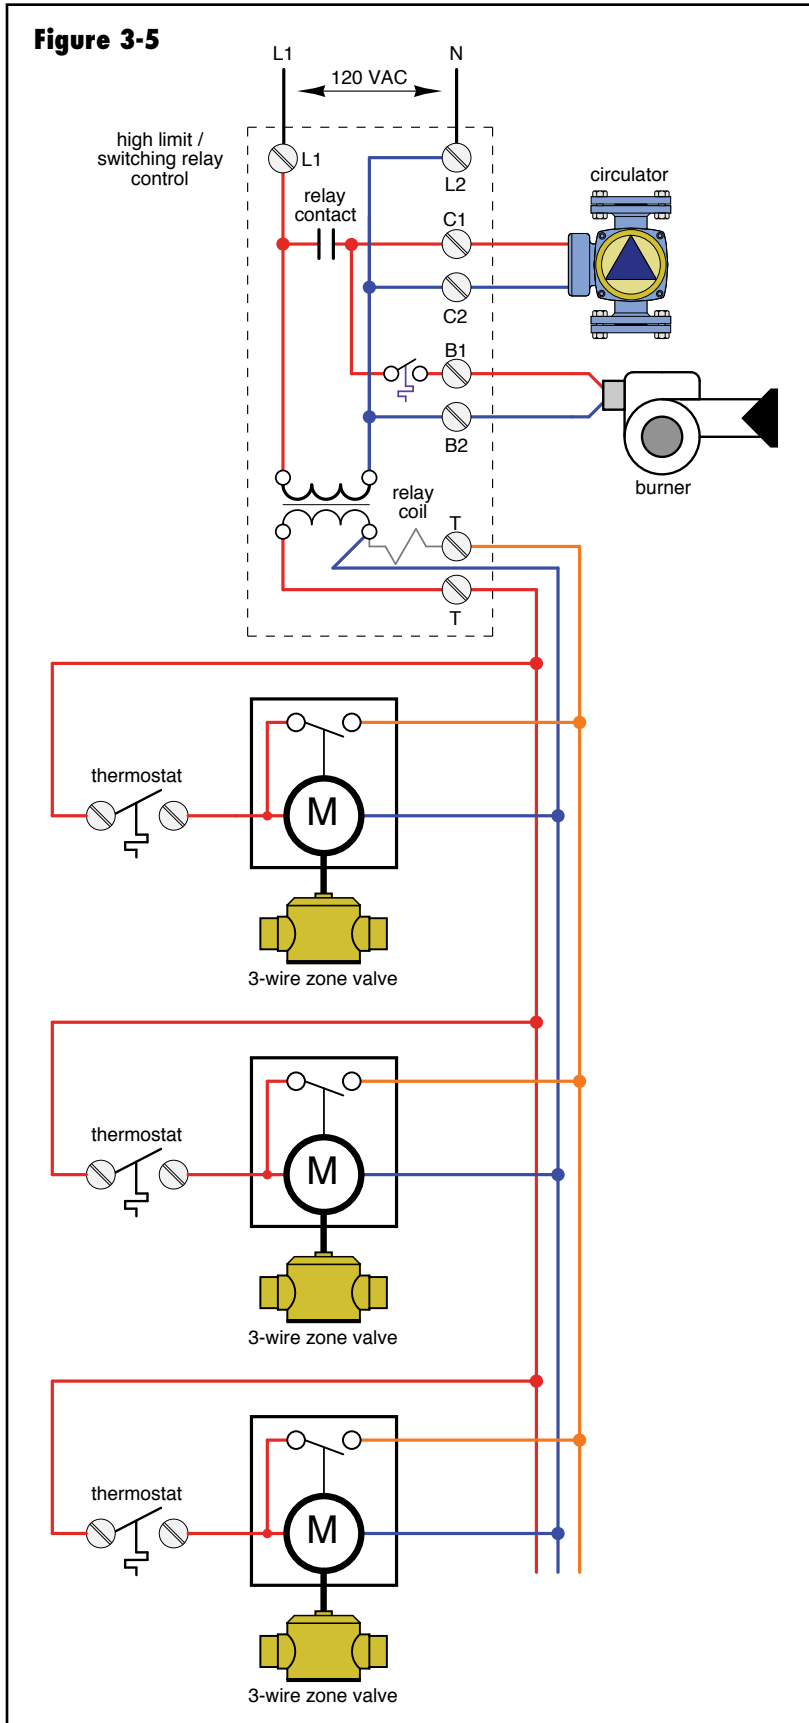 Figure 3-5
L1
N
120 VAC
high limit /
switching relay
control
L1
L2
relay
contact
circulator
C1
C2
B1
B2
burner
relay
coil
T
T
thermostat
M
3-wire zone valve
thermostat
M
3-wire zone valve
thermostat
M
3-wire zone valve